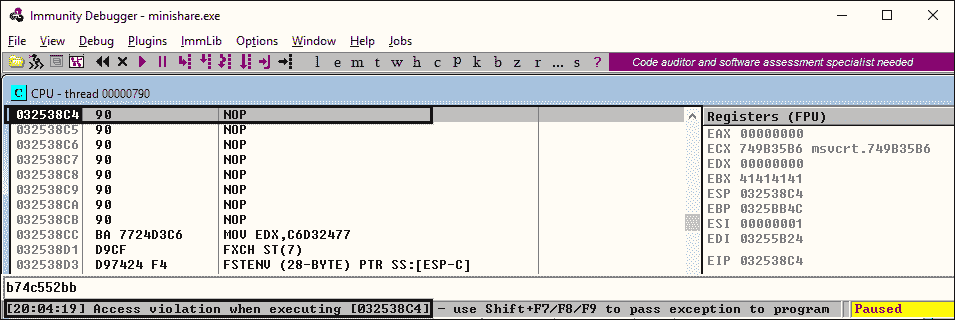 Immunity Debugger - minishare.exe
File View Debug Plugins ImmLib Options Window Help Jobs
l e m t w h c p k b z r ... s ? Code auditor and software assessment specialist needed
C CPU - thread 00000790
032538C4 90 NOP
032538C5 90 NOP
032538C6 90 NOP
032538C7 90 NOP
032538C8 90 NOP
032538C9 90 NOP
032538CA 90 NOP
032538CB 90 NOP
032538CC BA 7724D3C6 MOV EDX,C6D32477
032538D1 D9CF FXCH ST(7)
032538D3 D97424 F4 FSTENV (28-BYTE) PTR SS:[ESP-C]
Registers (FPU)
EAX 00000000
ECX 749B35B6 msvcrt.749B35B6
EDX 00000000
EBX 41414141
ESP 032538C4
EBP 0325BB4C
ESI 00000001
EDI 03255B24
EIP 032538C4
b74c552bb
[20:04:19] Access violation when executing [032538C4] - use Shift+F7/F8/F9 to pass exception to program Paused